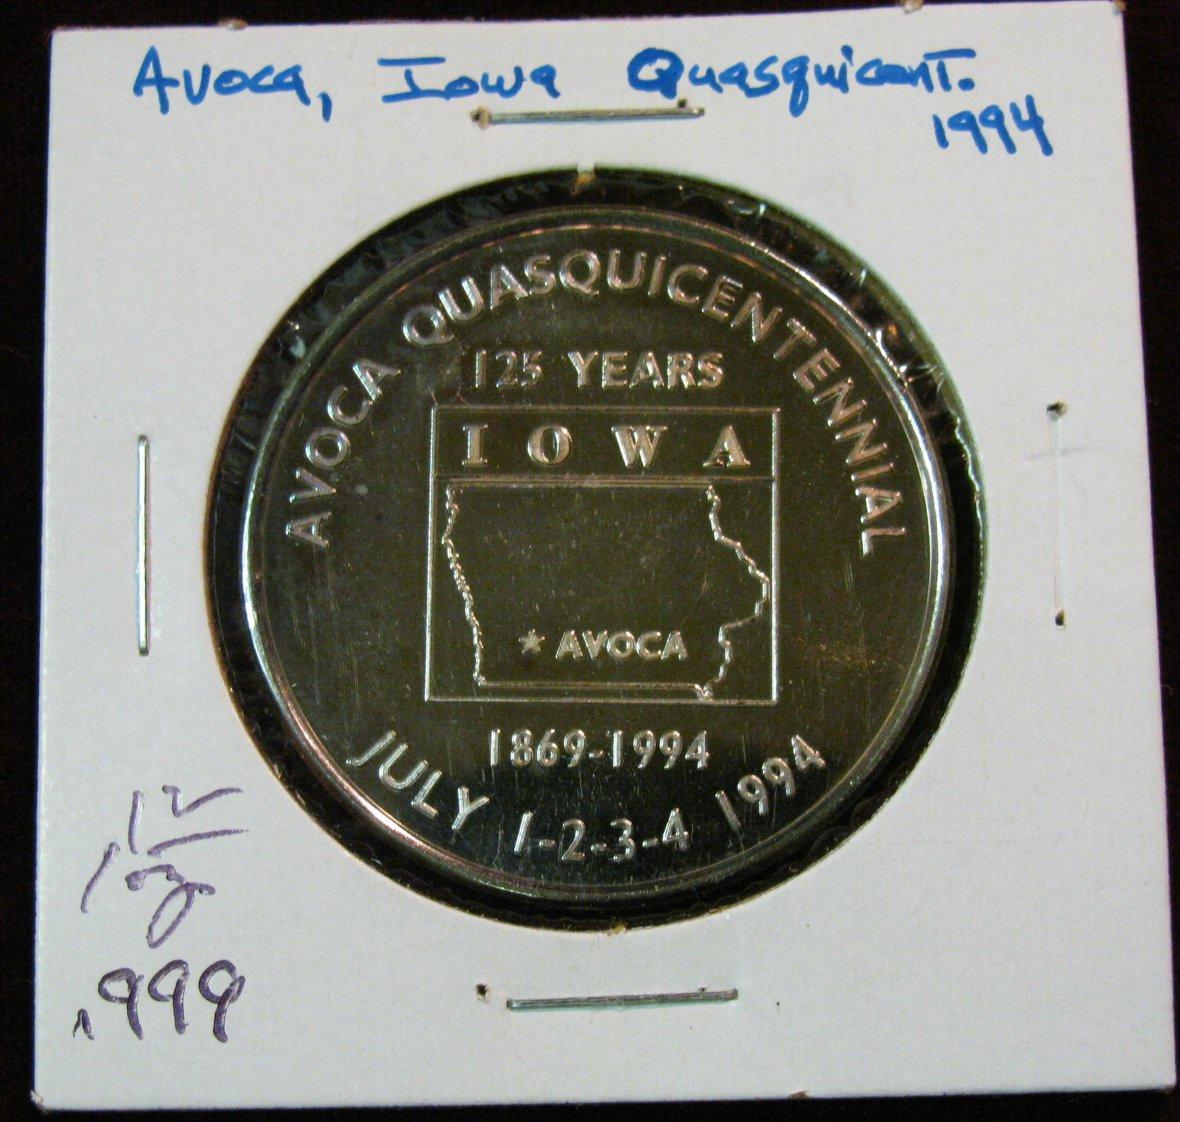 Avoca, Iowa Quasquicent.
1994
AVOCA QUASQUICENTENNIAL
125 YEARS
IOWA
★ AVOCA
1869-1994
JULY 1-2-3-4 1994
12
1 oz.
.999